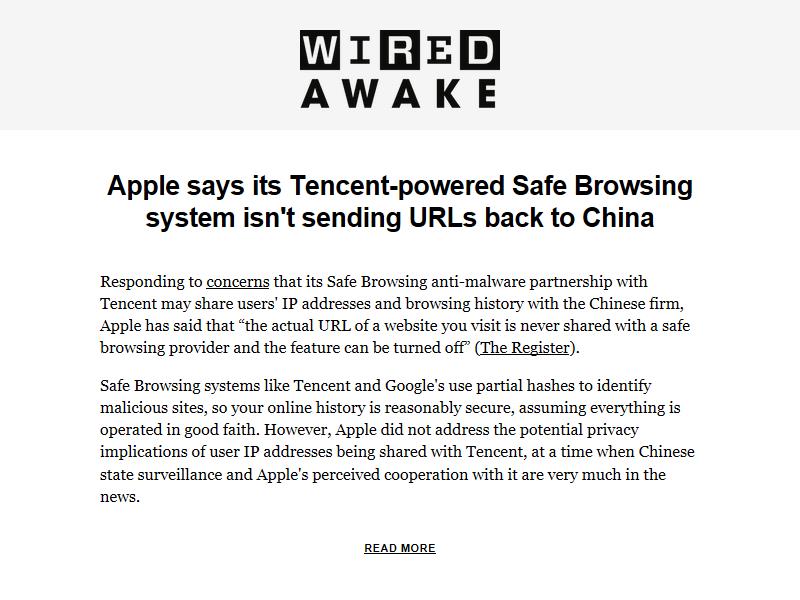 WIRED
AWAKE
Apple says its Tencent-powered Safe Browsing
system isn't sending URLs back to China
Responding to concerns that its Safe Browsing anti-malware partnership with
Tencent may share users' IP addresses and browsing history with the Chinese firm,
Apple has said that “the actual URL of a website you visit is never shared with a safe
browsing provider and the feature can be turned off” (The Register).
Safe Browsing systems like Tencent and Google's use partial hashes to identify
malicious sites, so your online history is reasonably secure, assuming everything is
operated in good faith. However, Apple did not address the potential privacy
implications of user IP addresses being shared with Tencent, at a time when Chinese
state surveillance and Apple's perceived cooperation with it are very much in the
news.
READ MORE